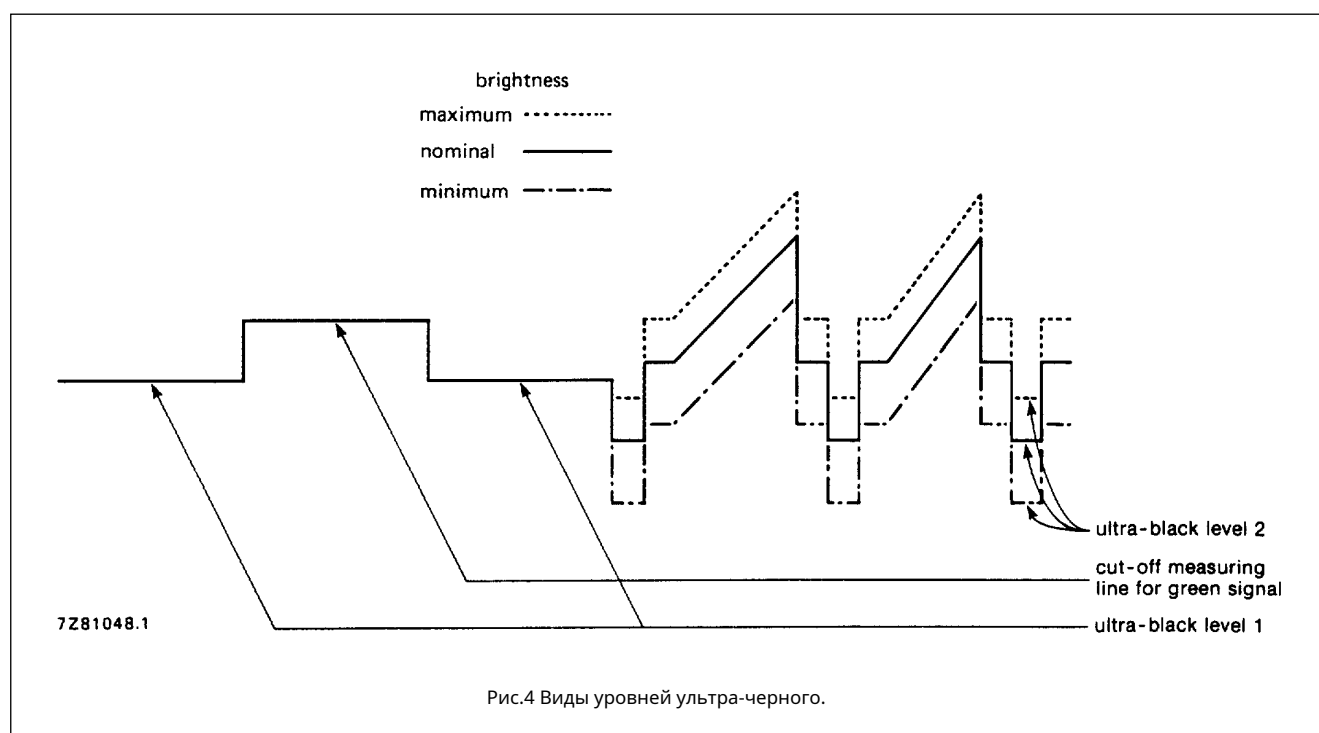 brightness
maximum
nominal
minimum
ultra-black level 2
cut-off measuring
line for green signal
7Z81048.1
ultra-black level 1
Рис.4 Виды уровней ультра-черного.